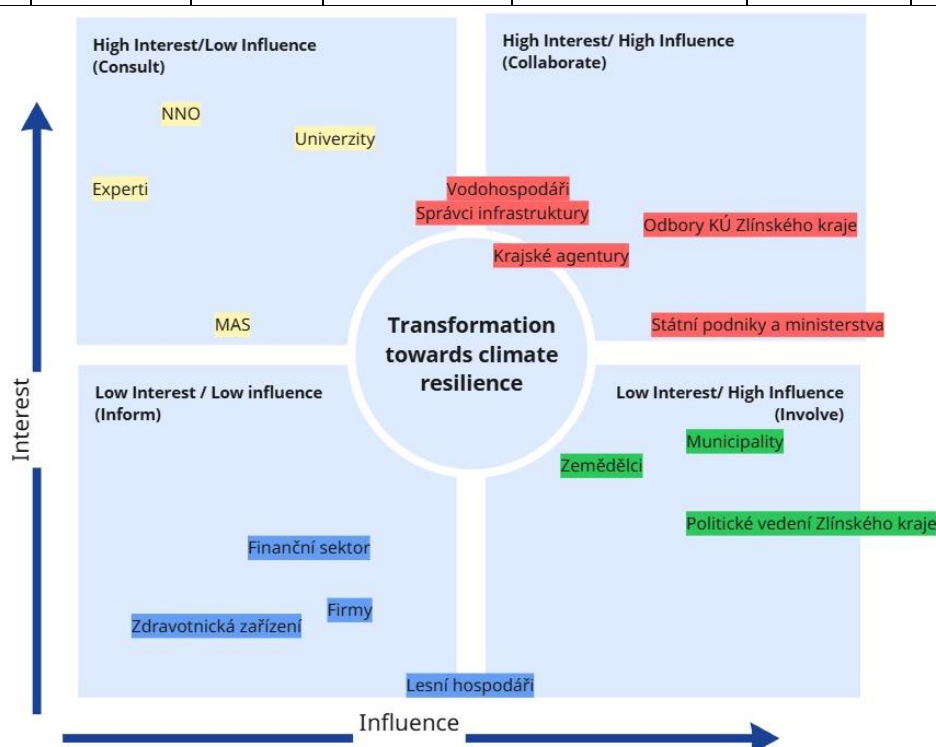 High Interest/Low Influence
(Consult)
NNO
Univerzity
Experti
MAS
High Interest/ High Influence
(Collaborate)
Vodohospodáři
Správci infrastruktury
Odbory KÚ Zlínského kraje
Krajské agentury
Státní podniky a ministerstva
Transformation
towards climate
resilience
Low Interest / Low influence
(Inform)
Finanční sektor
Firmy
Zdravotnická zařízení
Lesní hospodáři
Low Interest/ High Influence
(Involve)
Municipality
Zemědělci
Politické vedení Zlínského kraje
Interest
Influence